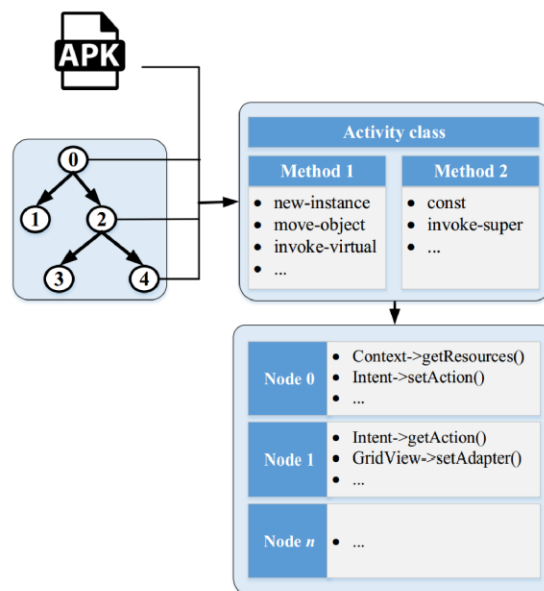 APK
0
1
2
3
4
Activity class
Method 1
• new-instance
• move-object
• invoke-virtual
• ...
Method 2
• const
• invoke-super
• ...
Node 0
• Context->getResources()
• Intent->setAction()
• ...
Node 1
• Intent->getAction()
• GridView->setAdapter()
• ...
Node n
• ...